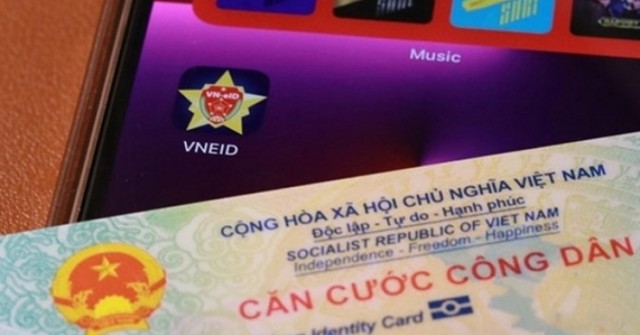 Music
VN-eID
VNEID
CỘNG HÒA XÃ HỘI CHỦ NGHĨA VIỆT NAM
Độc lập - Tự do - Hạnh phúc
SOCIALIST REPUBLIC OF VIET NAM
Independence - Freedom - Happiness
CĂN CƯỚC CÔNG DÂN
Identity Card